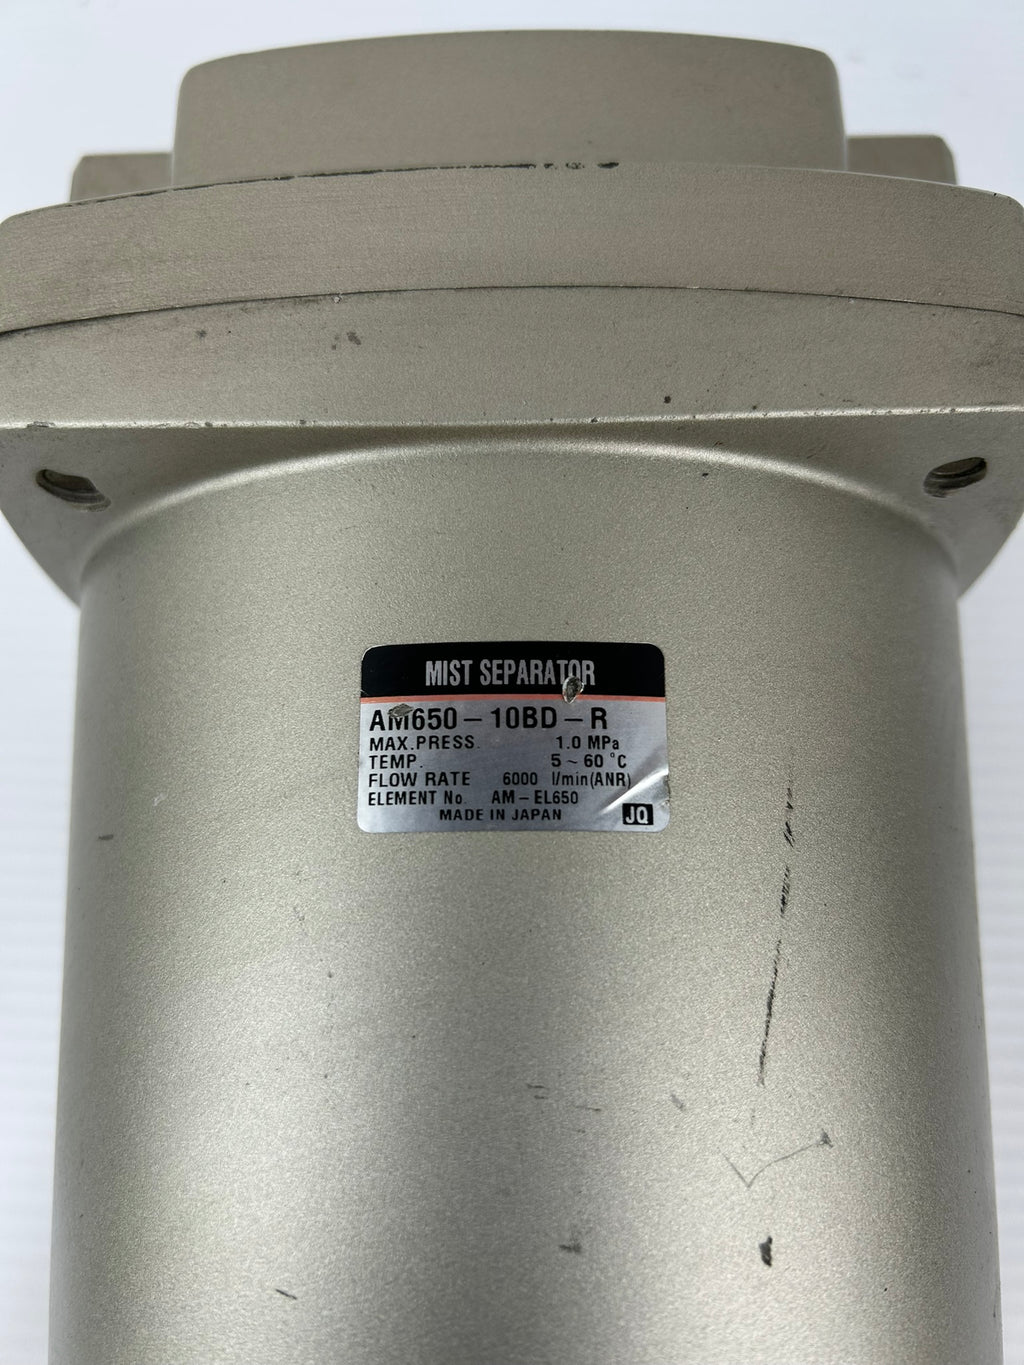 MIST SEPARATOR
AM650-10BD-R
MAX.PRESS. 1.0 MPa
TEMP. 5~60 °C
FLOW RATE 6000 l/min(ANR)
ELEMENT No. AM-EL650
MADE IN JAPAN JQ